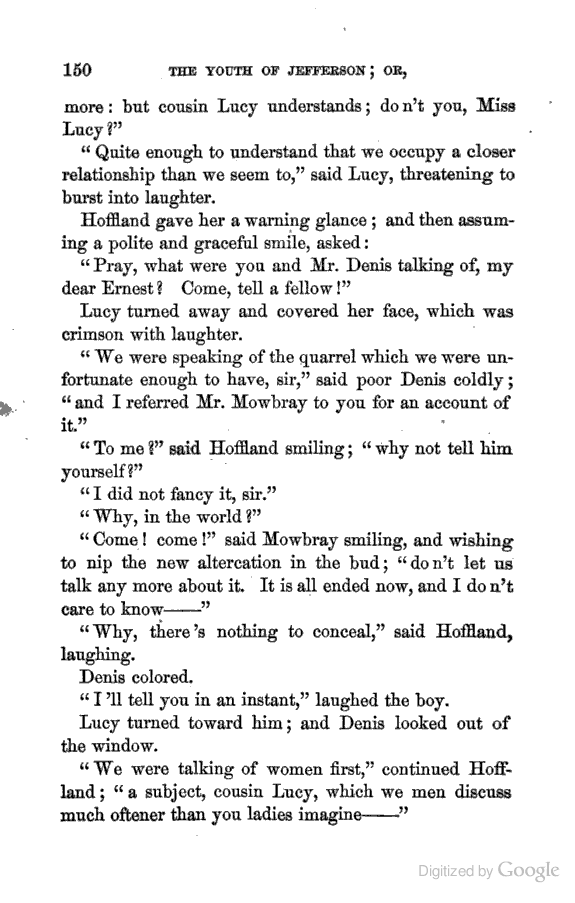 150 THE YOUTH OF JEFFERSON; OR,
more: but cousin Lucy understands; do n't you, Miss
Lucy?"
"Quite enough to understand that we occupy a closer
relationship than we seem to," said Lucy, threatening to
burst into laughter.
Hoffland gave her a warning glance; and then assum-
ing a polite and graceful smile, asked:
"Pray, what were you and Mr. Denis talking of, my
dear Ernest? Come, tell a fellow!"
Lucy turned away and covered her face, which was
crimson with laughter.
"We were speaking of the quarrel which we were un-
fortunate enough to have, sir," said poor Denis coldly;
"and I referred Mr. Mowbray to you for an account of
it."
"To me?" said Hoffland smiling; "why not tell him
yourself?"
"I did not fancy it, sir."
"Why, in the world?"
"Come! come!" said Mowbray smiling, and wishing
to nip the new altercation in the bud; "do n't let us
talk any more about it. It is all ended now, and I do n't
care to know——"
"Why, there 's nothing to conceal," said Hoffland,
laughing.
Denis colored.
"I 'll tell you in an instant," laughed the boy.
Lucy turned toward him; and Denis looked out of
the window.
"We were talking of women first," continued Hoff-
land; "a subject, cousin Lucy, which we men discuss
much oftener than you ladies imagine——"
Digitized by Google